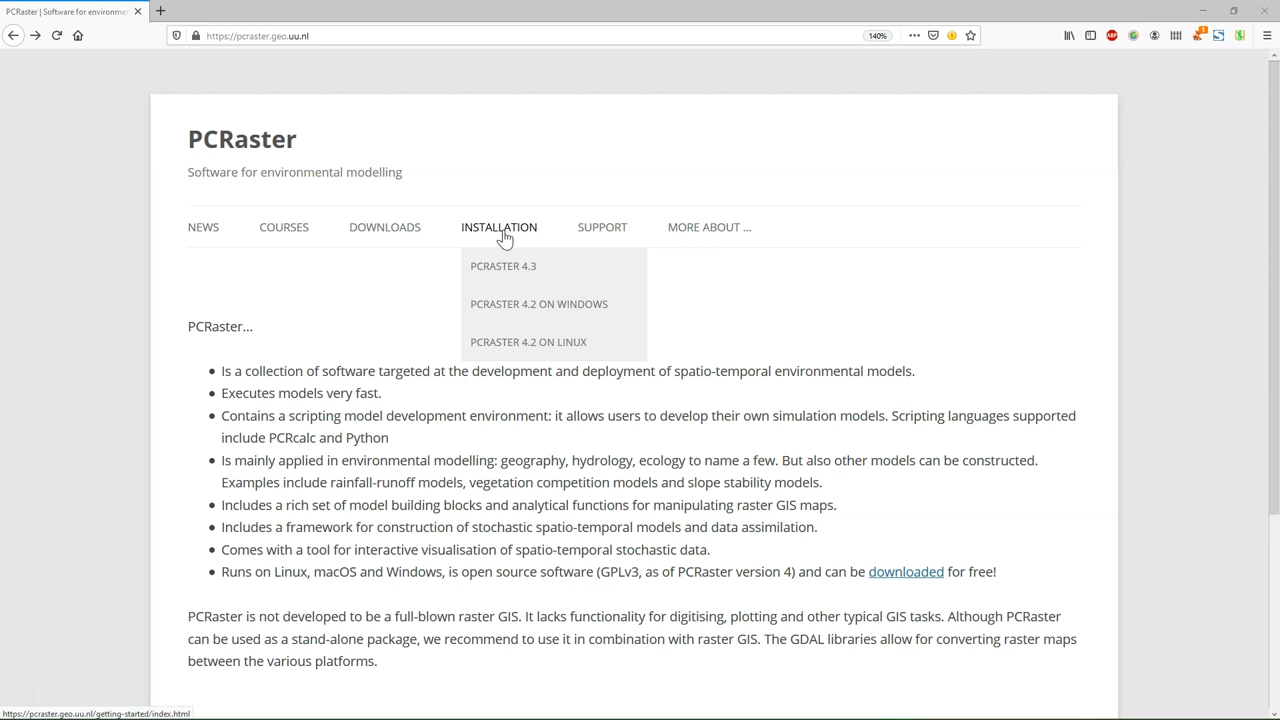 PCRaster | Software for environmen
https://pcraster.geo.uu.nl
140%
PCRaster
Software for environmental modelling
NEWS
COURSES
DOWNLOADS
INSTALLATION
SUPPORT
MORE ABOUT ...
PCRASTER 4.3
PCRASTER 4.2 ON WINDOWS
PCRASTER 4.2 ON LINUX
PCRaster…
Is a collection of software targeted at the development and deployment of spatio-temporal environmental models.
Executes models very fast.
Contains a scripting model development environment: it allows users to develop their own simulation models. Scripting languages supported
include PCRcalc and Python
Is mainly applied in environmental modelling: geography, hydrology, ecology to name a few. But also other models can be constructed.
Examples include rainfall-runoff models, vegetation competition models and slope stability models.
Includes a rich set of model building blocks and analytical functions for manipulating raster GIS maps.
Includes a framework for construction of stochastic spatio-temporal models and data assimilation.
Comes with a tool for interactive visualisation of spatio-temporal stochastic data.
Runs on Linux, macOS and Windows, is open source software (GPLv3, as of PCRaster version 4) and can be downloaded for free!
PCRaster is not developed to be a full-blown raster GIS. It lacks functionality for digitising, plotting and other typical GIS tasks. Although PCRaster
can be used as a stand-alone package, we recommend to use it in combination with raster GIS. The GDAL libraries allow for converting raster maps
between the various platforms.
https://pcraster.geo.uu.nl/getting-started/index.html